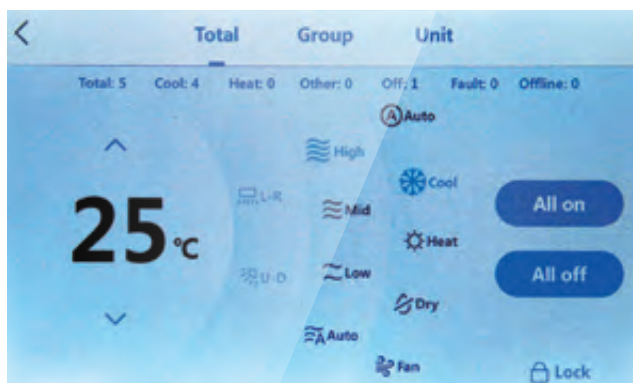 Total Group Unit
Total: 5 Cool: 4 Heat: 0 Other: 0 Off: 1 Fault: 0 Offline: 0
Auto
High
Cool
L-R
25°C
Mid
All on
Heat
U-D
Low
All off
Dry
Auto
Fan
Lock